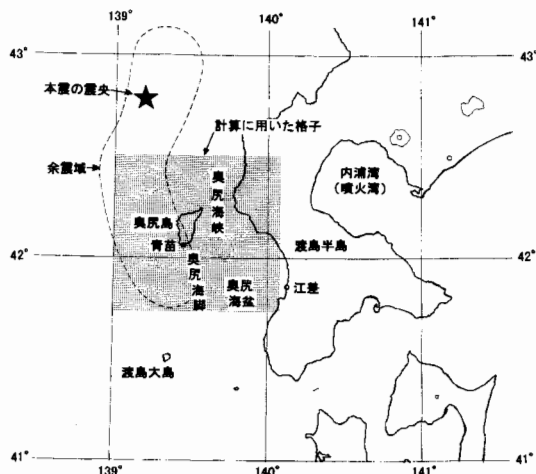 139°
140°
141°
43°
43°
本震の震央
計算に用いた格子
余震域
内浦湾
(噴火湾)
奥尻海峡
奥尻島
青苗
42°
42°
渡島半島
奥尻海脚
奥尻
海盆
江差
渡島大島
41°
41°
139°
140°
141°